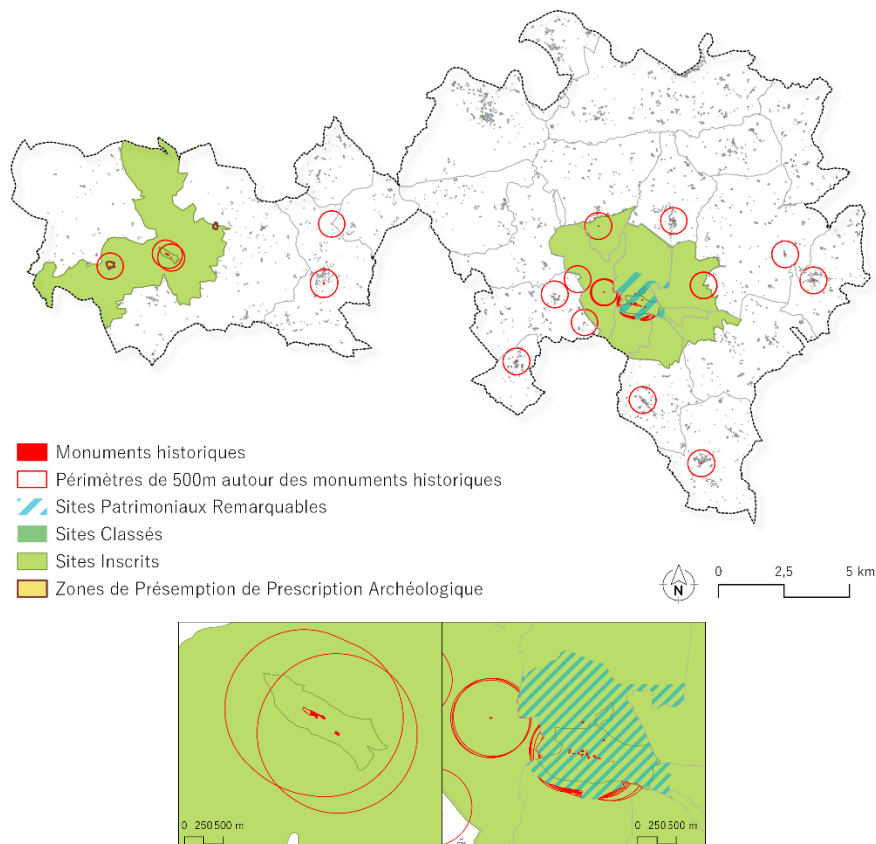 Monuments historiques
Périmètres de 500m autour des monuments historiques
Sites Patrimoniaux Remarquables
Sites Classés
Sites Inscrits
Zones de Présemption de Prescription Archéologique
N
0 2,5 5 km
0 250 500 m
0 250 500 m